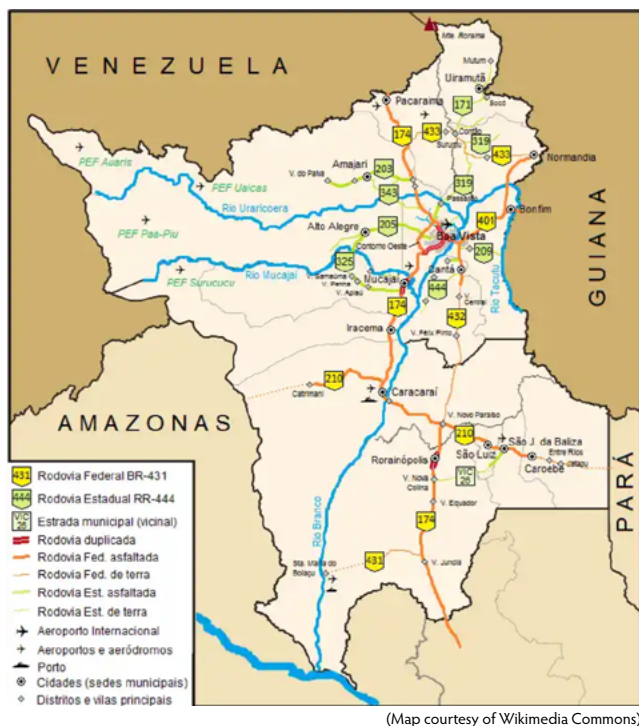 Mte. Roraima
Mutum
VENEZUELA
Uiramutã
Pacaraima
171
Socó
174
433
Contão
319
Surumu
433
Normandia
PEF Auaris
Amajari
203
V. do Paiva
PEF Uaicas
343
319
Passarão
Rio Uraricoera
Bonfim
205
401
Alto Alegre
Boa Vista
PEF Paa-Piu
Contorno Oeste
209
325
Cantá
Rio Mucajaí
V. Samaúma
Mucajaí
444
V. Penha
V. Apiaú
PEF Surucucu
V. Central
Rio Tacutu
GUIANA
174
432
Iracema
V. Félix Pinto
210
Catrimani
Caracaraí
AMAZONAS
V. Novo Paraíso
210
São J. da Baliza
São Luiz
Entre Rios
Rorainópolis
Caroebe
Jatapu
VIC 26
V. Nova Colina
PARÁ
V. Equador
174
Rio Branco
431
Sta. Maria do Boiaçu
V. Jundiá
431 Rodovia Federal BR-431
444 Rodovia Estadual RR-444
VIC 26 Estrada municipal (vicinal)
Rodovia duplicada
Rodovia Fed. asfaltada
Rodovia Fed. de terra
Rodovia Est. asfaltada
Rodovia Est. de terra
Aeroporto Internacional
Aeroportos e aeródromos
Porto
Cidades (sedes municipais)
Distritos e vilas principais
(Map courtesy of Wikimedia Commons)